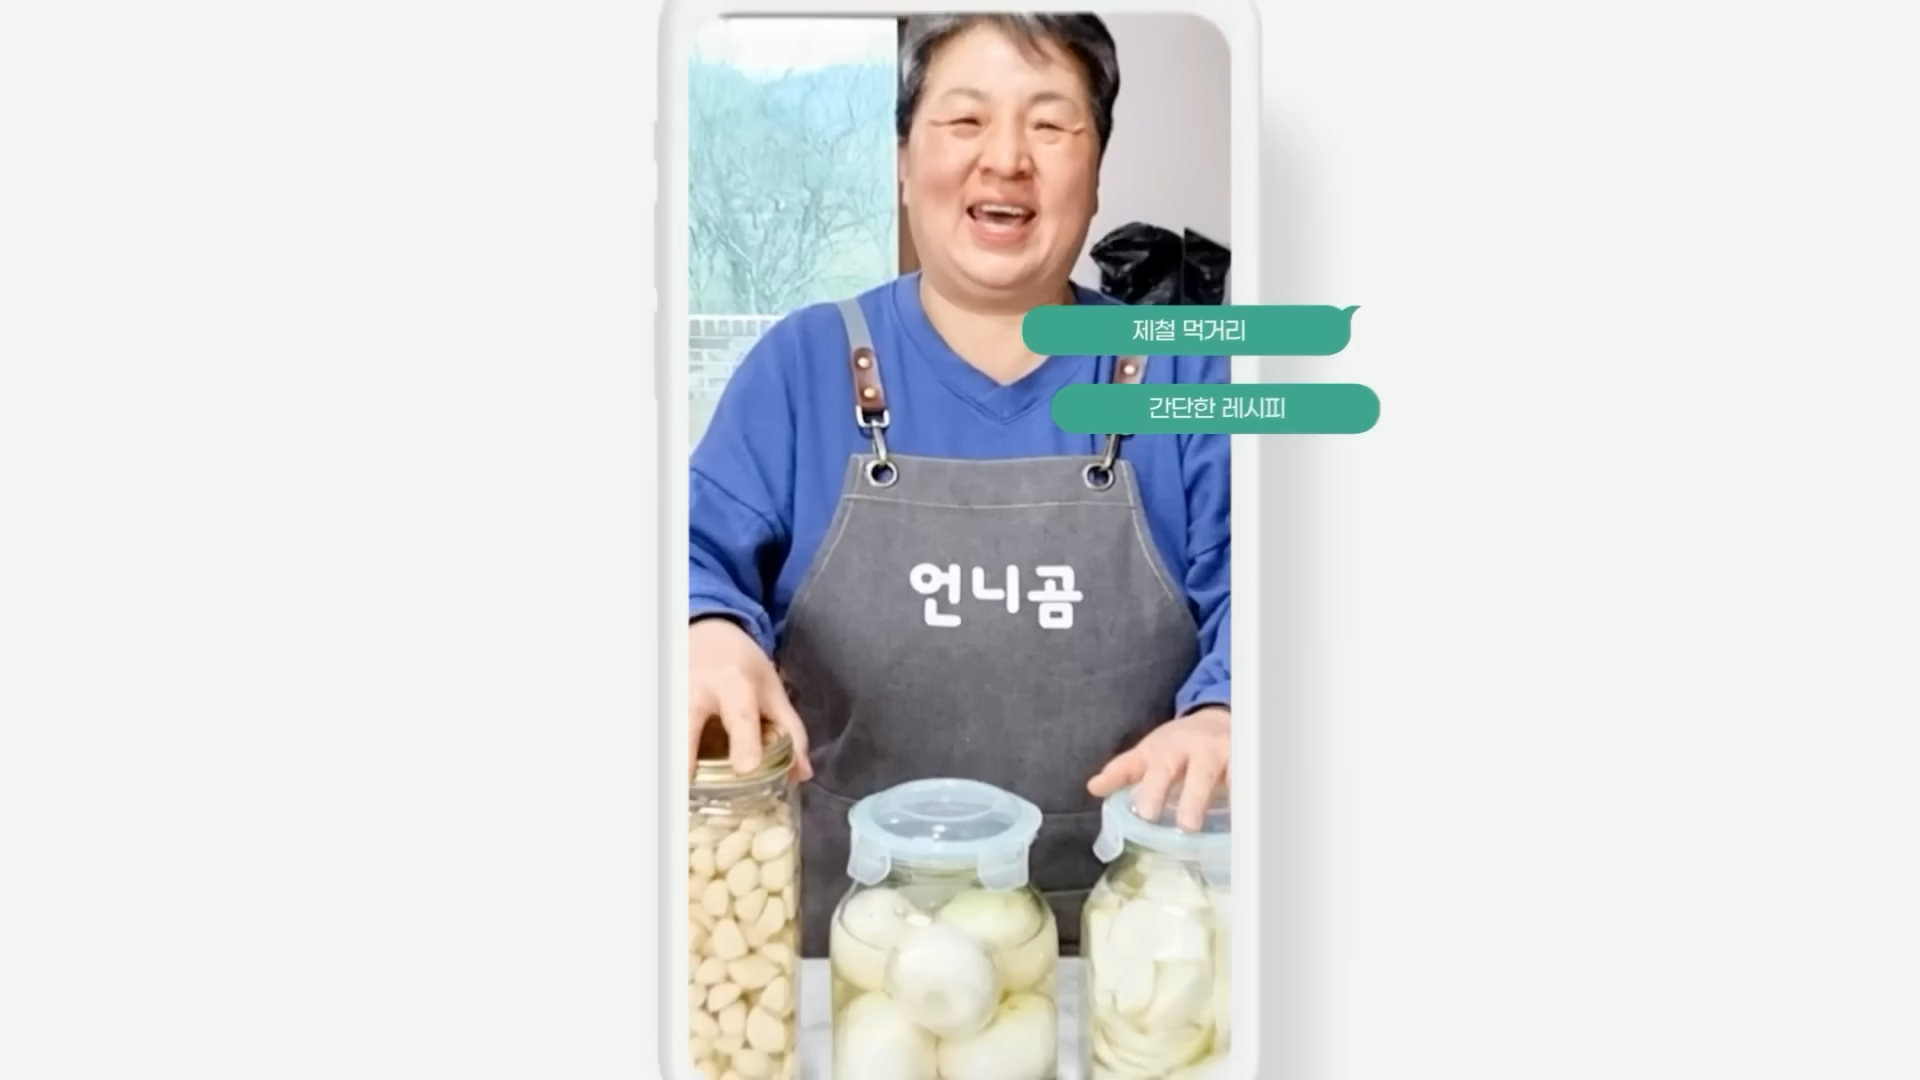 제철 먹거리
간단한 레시피
언니곰